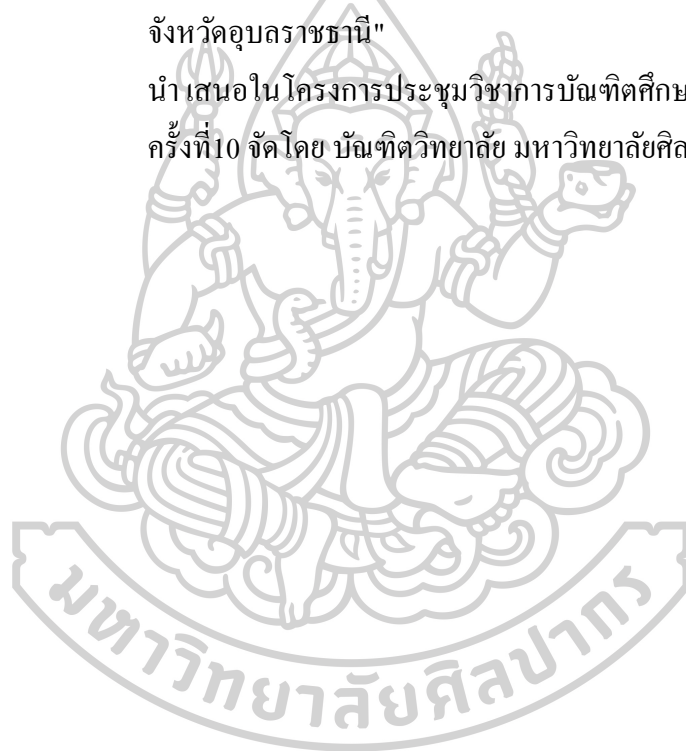 จังหวัดอุบลราชธานี"
นำ เสนอในโครงการประชุมวิชาการบัณฑิตศึกษ
ครั้งที่10 จัดโดย บัณฑิตวิทยาลัย มหาวิทยาลัยศิล
มหาวิทยาลัยศิลปากร